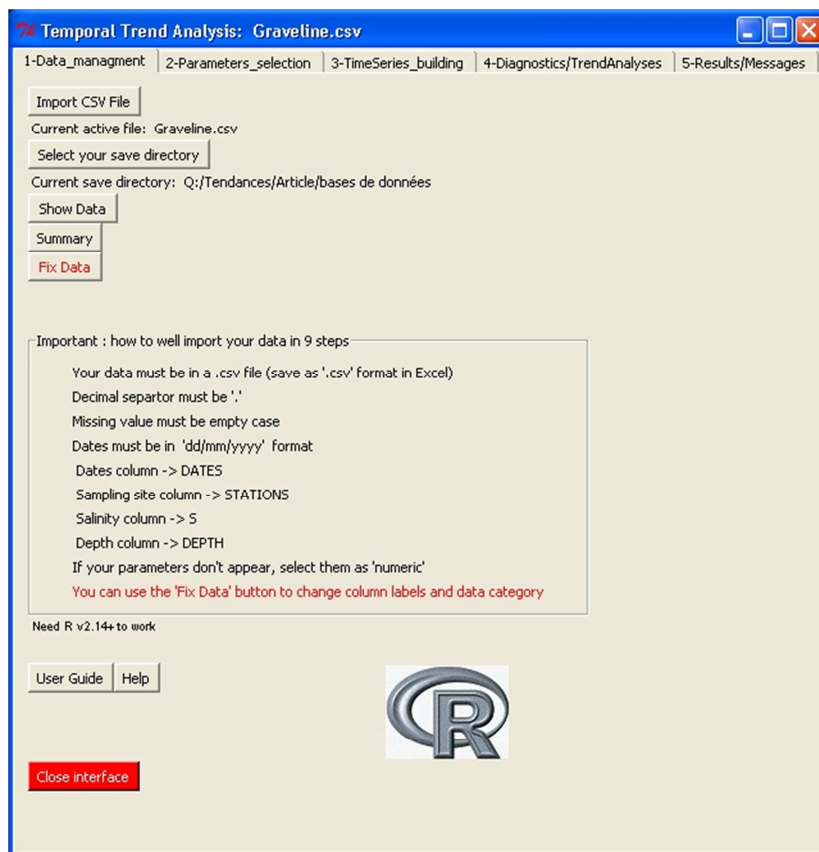 Temporal Trend Analysis: Graveline.csv
1-Data_managment 2-Parameters_selection 3-TimeSeries_building 4-Diagnostics/TrendAnalyses 5-Results/Messages
Import CSV File
Current active file: Graveline.csv
Select your save directory
Current save directory: Q:/Tendances/Article/bases de données
Show Data
Summary
Fix Data
Important : how to well import your data in 9 steps
Your data must be in a .csv file (save as '.csv' format in Excel)
Decimal separtor must be '.'
Missing value must be empty case
Dates must be in 'dd/mm/yyyy' format
Dates column -> DATES
Sampling site column -> STATIONS
Salinity column -> S
Depth column -> DEPTH
If your parameters don't appear, select them as 'numeric'
You can use the 'Fix Data' button to change column labels and data category
Need R v2.14+ to work
User Guide Help
R
Close interface